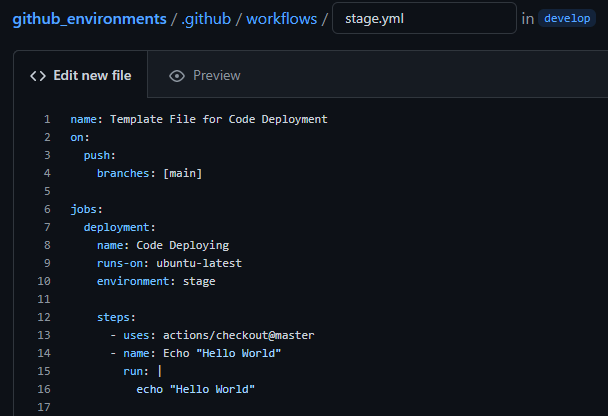 github_environments / .github / workflows / stage.yml in develop
<> Edit new file Preview
1 name: Template File for Code Deployment
2 on:
3   push:
4     branches: [main]
5
6 jobs:
7   deployment:
8     name: Code Deploying
9     runs-on: ubuntu-latest
10     environment: stage
11
12     steps:
13       - uses: actions/checkout@master
14       - name: Echo "Hello World"
15         run: |
16           echo "Hello World"
17